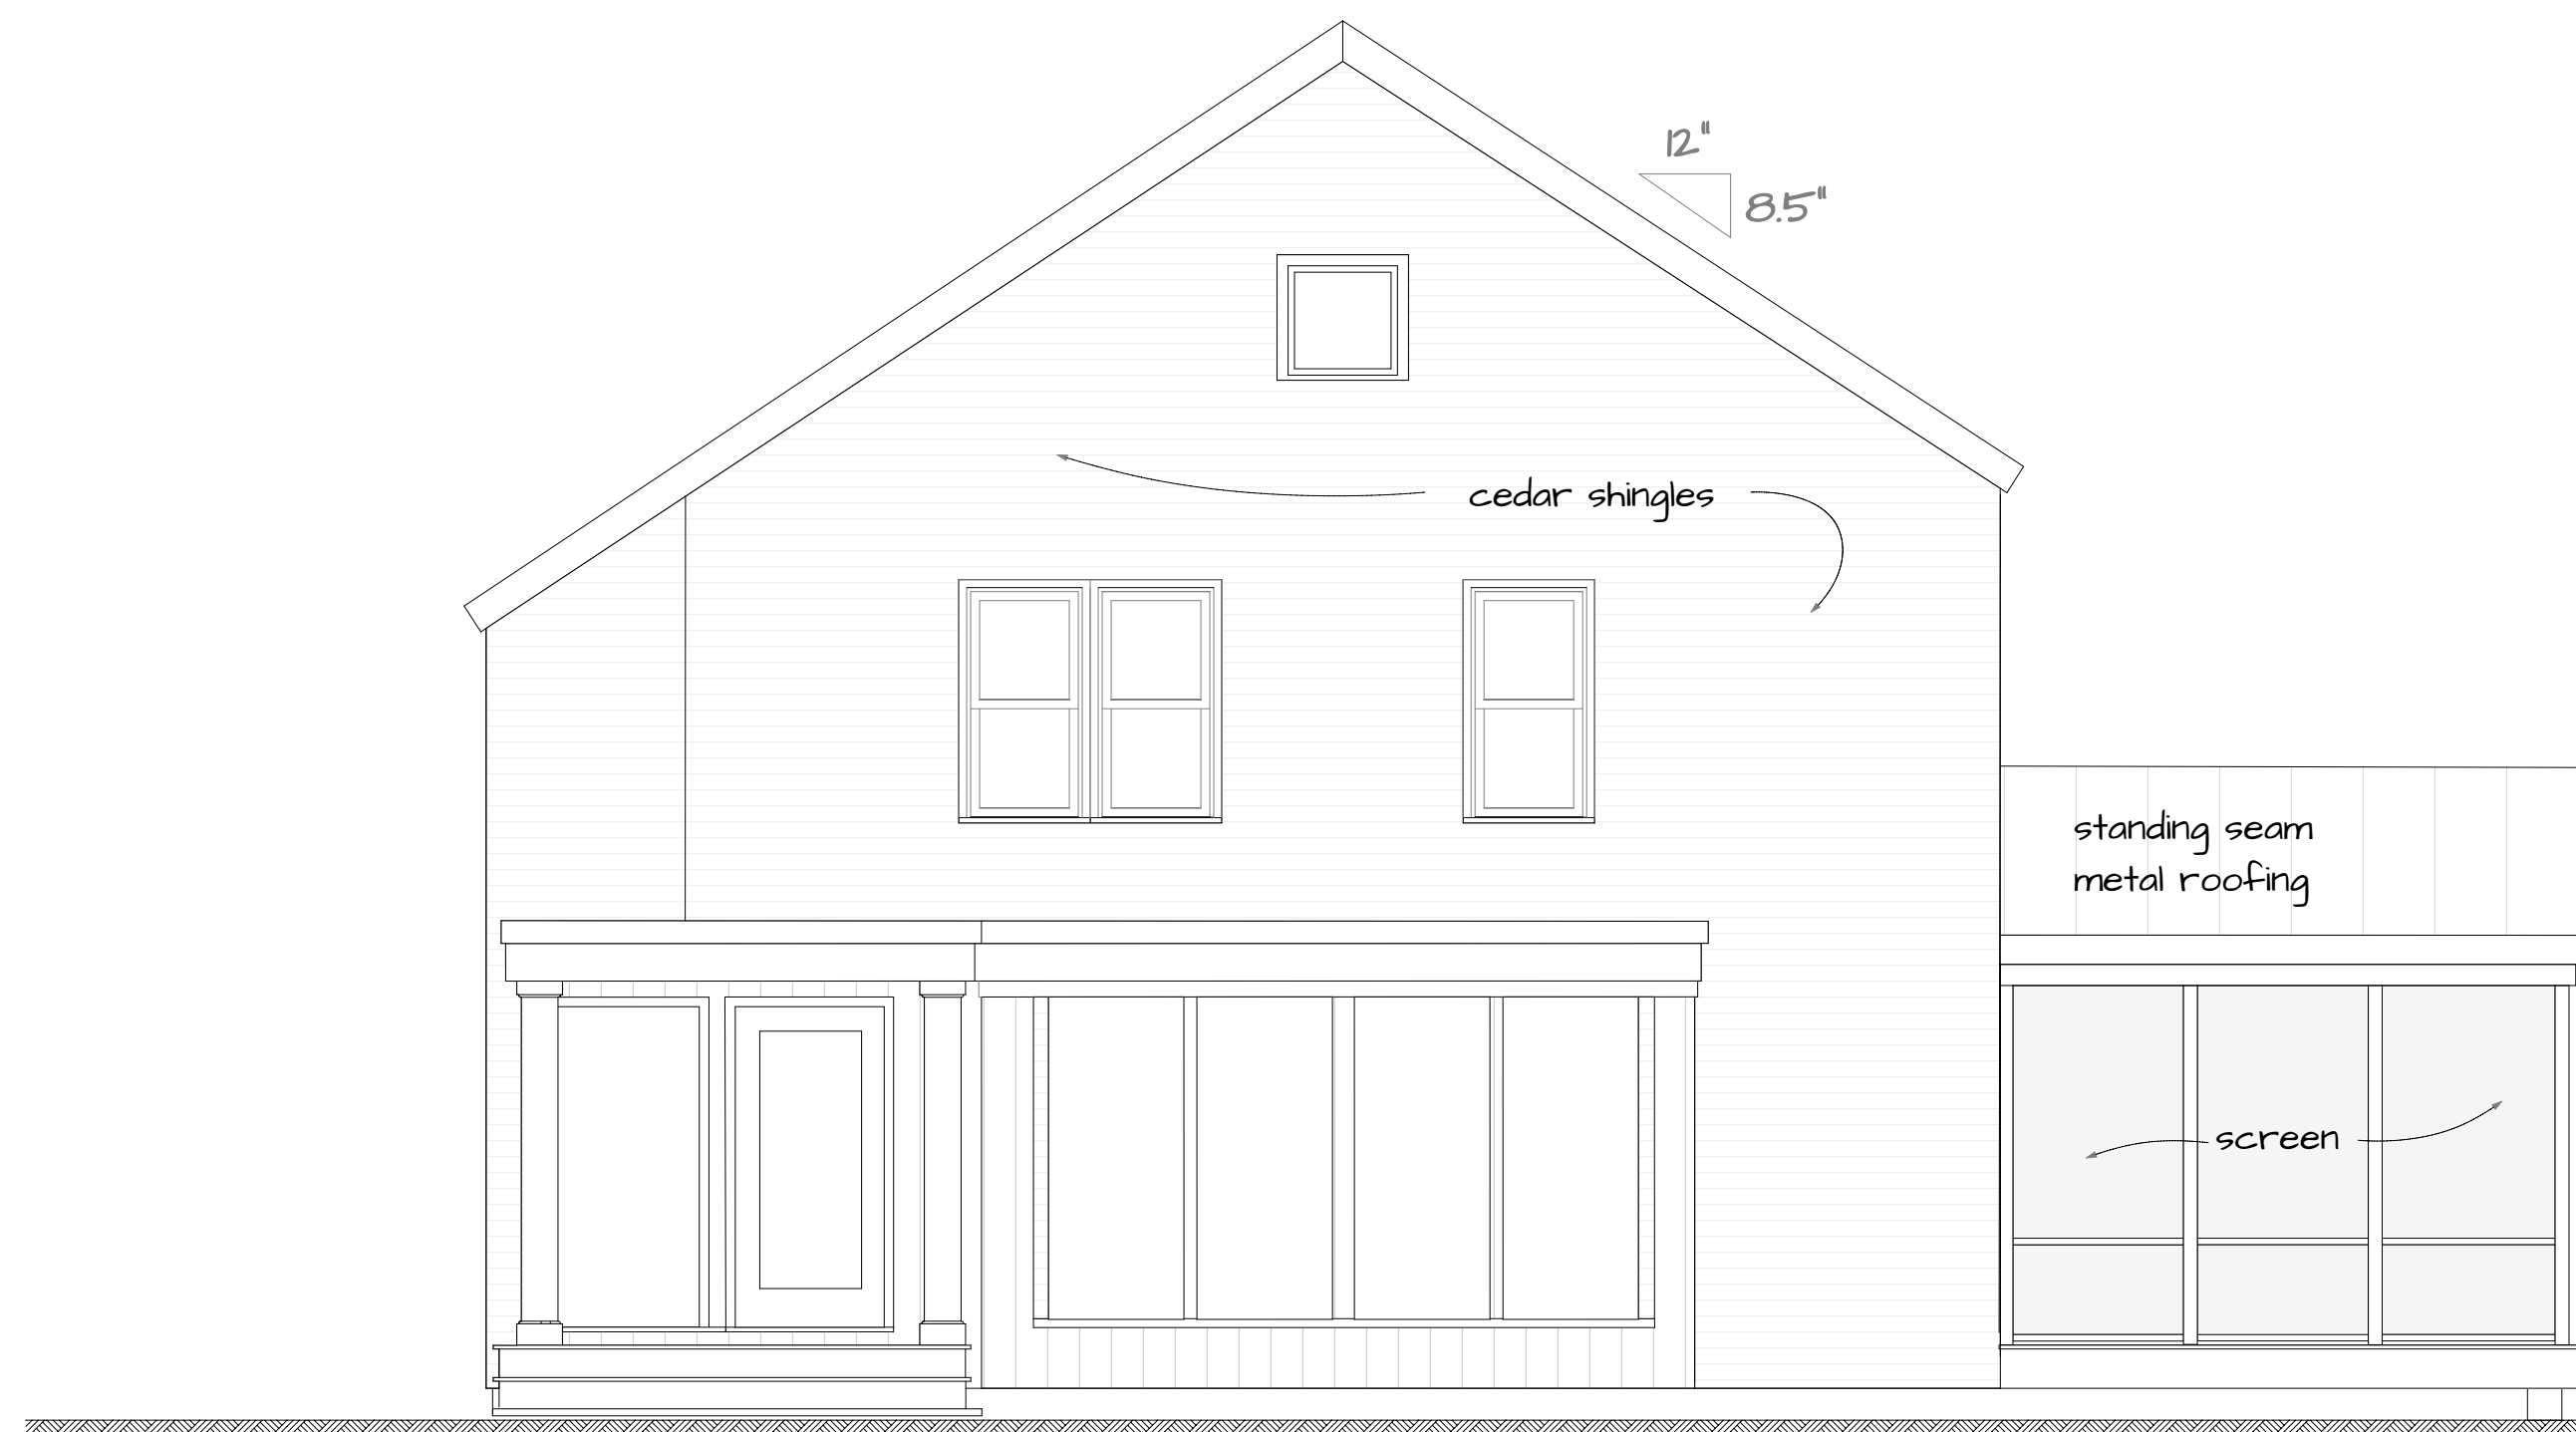 12"
8.5"
cedar shingles
standing seam
metal roofing
screen